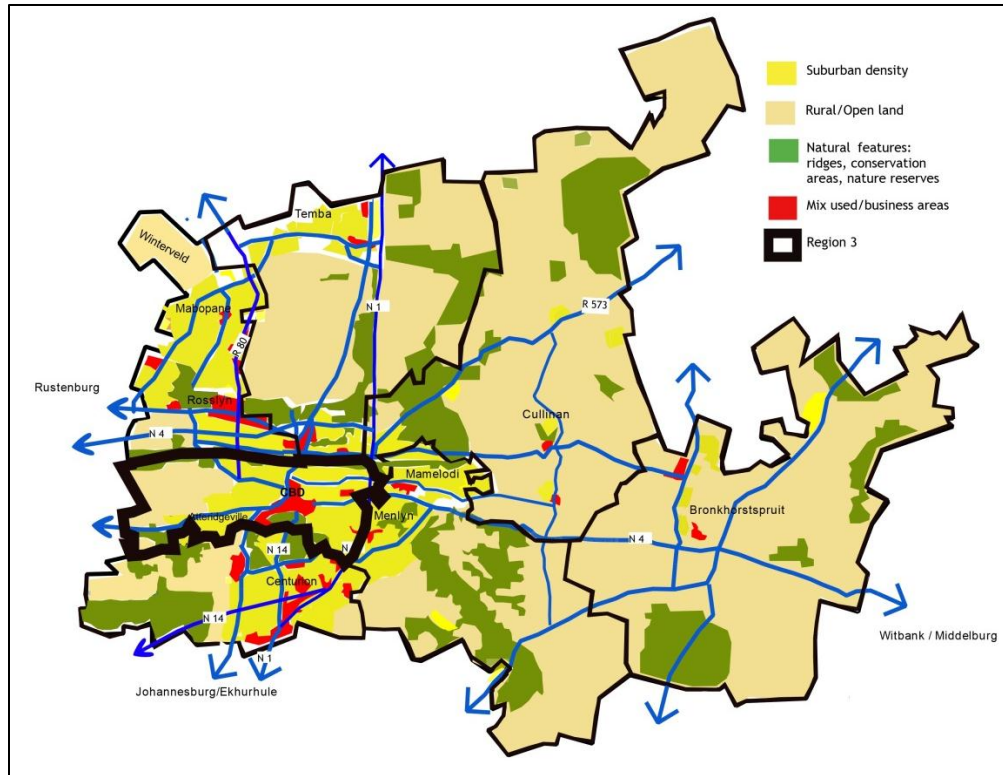 Suburban density
Rural/Open land
Natural features:
ridges, conservation
areas, nature reserves
Mix used/business areas
Region 3
Temba
Winterveld
N 1
R 573
Mabopane
R 80
Rustenburg
Rosslyn
Cullinan
N 4
Mamelodi
CBD
Bronkhorstspruit
Atteridgeville
Menlyn
N 14
N
N 4
Centurion
N 14
Witbank / Middelburg
N 1
Johannesburg/Ekhurhule